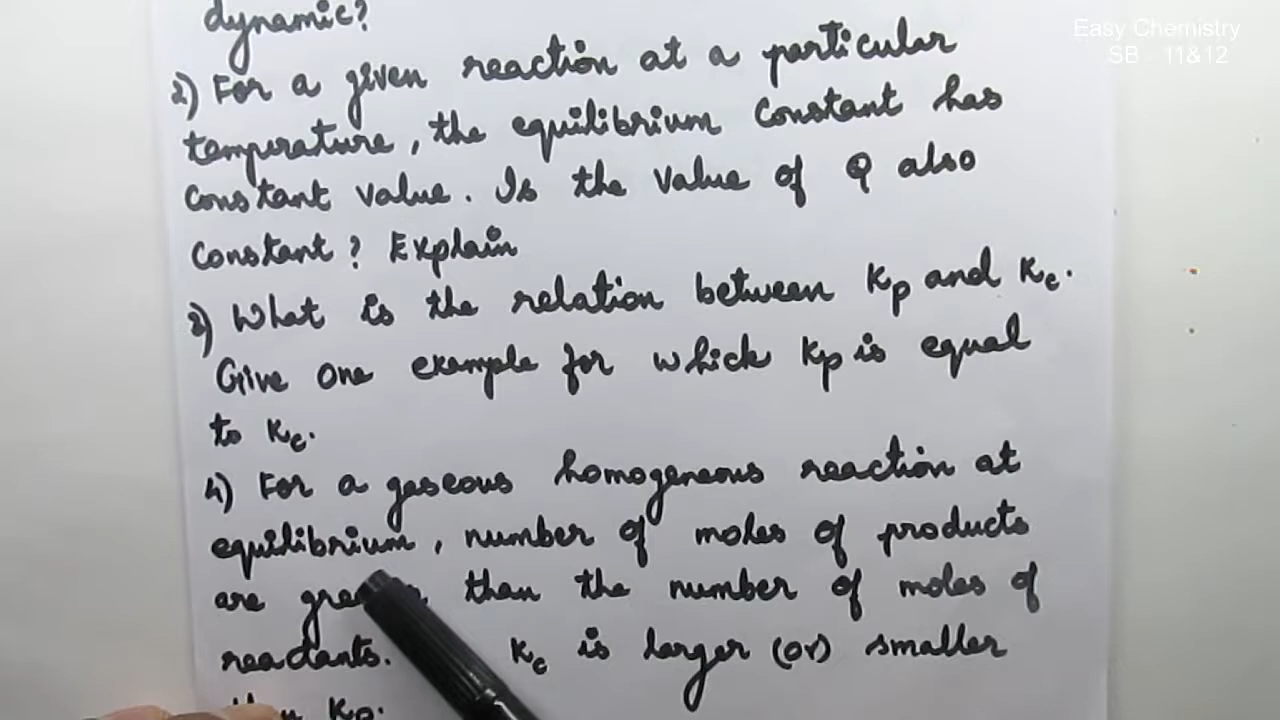 dynamic?
Easy Chemistry
SB - 11&12
2) For a given reaction at a particular
temperature, the equilibrium Constant has
Constant value. Is the value of Q also
Constant? Explain
3) What is the relation between Kp and Kc.
Give one example for which Kp is equal
to Kc.
4) For a gaseous homogeneous reaction at
equilibrium, number of moles of products
are than the number of moles of
reactants. Kc is larger (or) smaller
Kp.